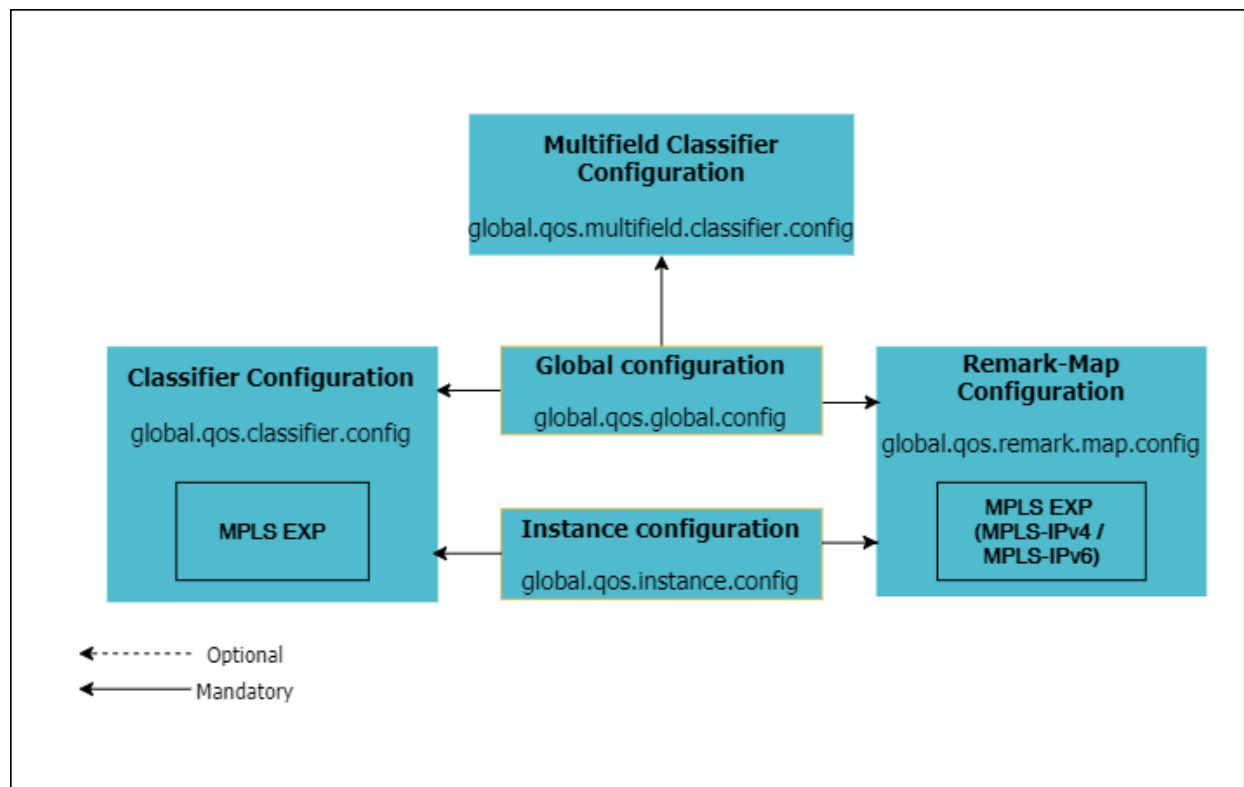 Multifield Classifier
Configuration
global.qos.multifield.classifier.config
Classifier Configuration
global.qos.classifier.config
MPLS EXP
Global configuration
global.qos.global.config
Instance configuration
global.qos.instance.config
Remark-Map
Configuration
global.qos.remark.map.config
MPLS EXP
(MPLS-IPv4 /
MPLS-IPv6)
Optional
Mandatory